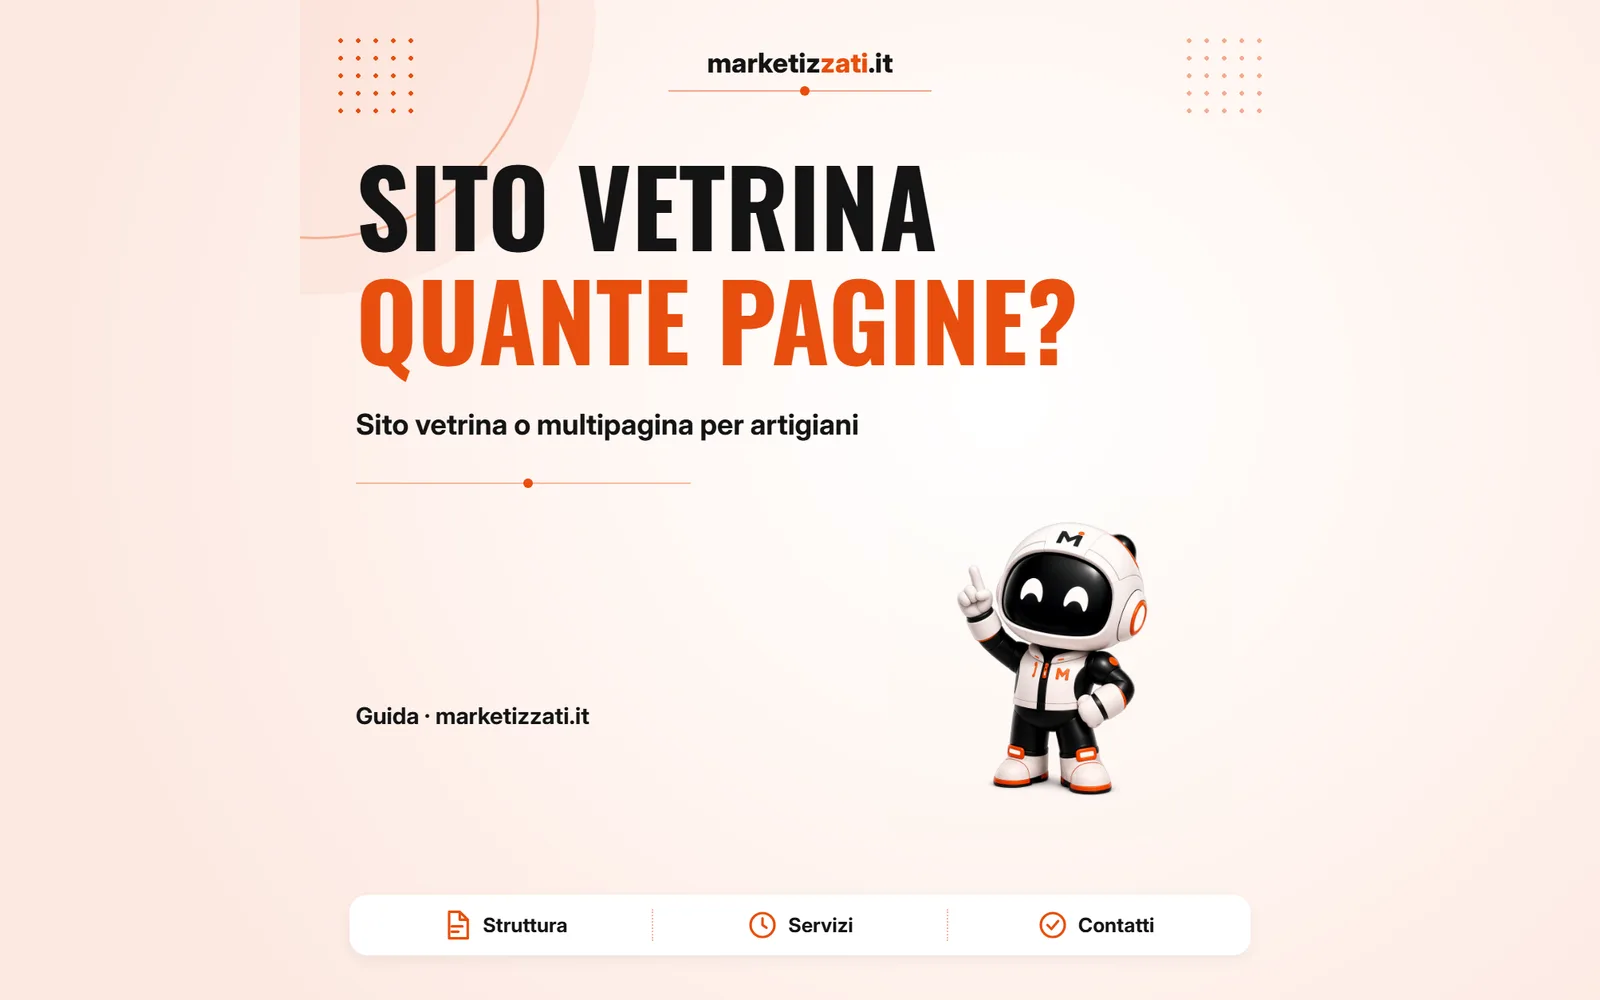 marketizzati.it
SITO VETRINA
QUANTE PAGINE?
Sito vetrina o multipagina per artigiani
M
M
Guida · marketizzati.it
Struttura
Servizi
Contatti